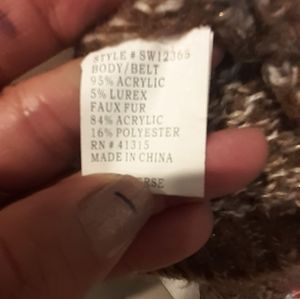 STYLE # SW12365
BODY/BELT
95% ACRYLIC
5% LUREX
FAUX FUR
84% ACRYLIC
16% POLYESTER
RN # 41315
MADE IN CHINA